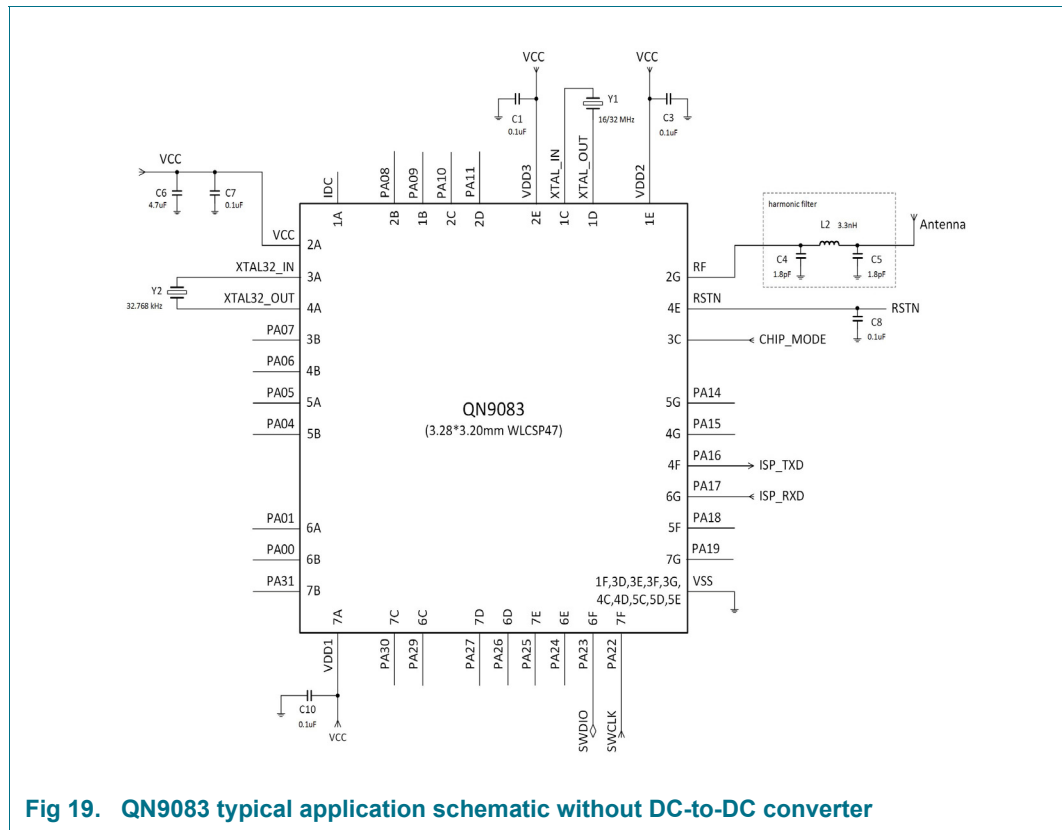 VCC
VCC
C1
0.1uF
Y1
16/32 MHz
C3
0.1uF
VCC
C6
4.7uF
C7
0.1uF
IDC
PA08
PA09
PA10
PA11
VDD3
XTAL_IN
XTAL_OUT
VDD2
1A
2B
1B
2C
2D
2E
1C
1D
1E
harmonic filter
L2 3.3nH
C4
1.8pF
C5
1.8pF
Antenna
VCC
2A
XTAL32_IN
3A
Y2
32.768 kHz
XTAL32_OUT
4A
PA07
3B
PA06
4B
PA05
5A
PA04
5B
PA01
6A
PA00
6B
PA31
7B
QN9083
(3.28*3.20mm WLCSP47)
2G
RF
4E
RSTN
RSTN
C8
0.1uF
3C
CHIP_MODE
5G
PA14
4G
PA15
4F
PA16
ISP_TXD
6G
PA17
ISP_RXD
5F
PA18
7G
PA19
1F,3D,3E,3F,3G,
4C,4D,5C,5D,5E
VSS
7A
7C
6C
7D
6D
7E
6E
6F
7F
VDD1
PA30
PA29
PA27
PA26
PA25
PA24
PA23
PA22
C10
0.1uF
VCC
SWDIO
SWCLK
Fig 19. QN9083 typical application schematic without DC-to-DC converter